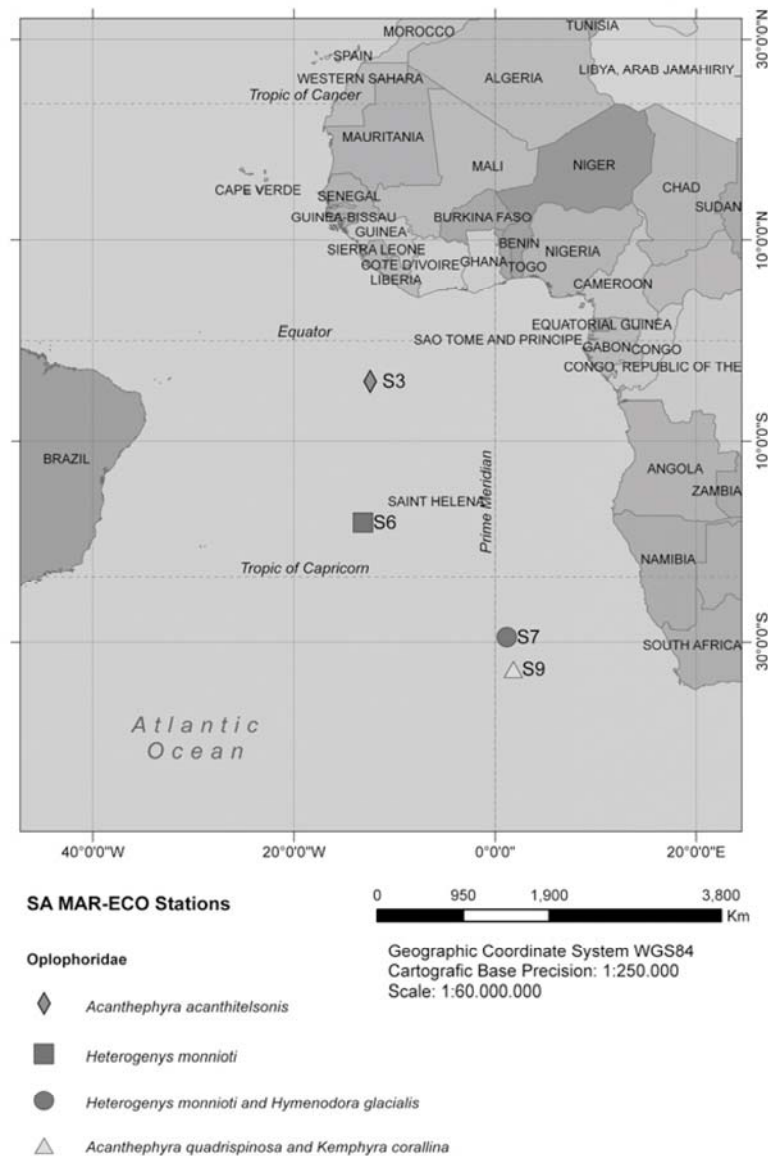 MOROCCO
TUNISIA
30°0'0"N
SPAIN
LIBYA, ARAB JAMAHIRIY
WESTERN SAHARA
ALGERIA
Tropic of Cancer
MAURITANIA
MALI
NIGER
CHAD
CAPE VERDE
SENEGAL
SUDAN
GUINEA-BISSAU
BURKINA FASO
GUINEA
10°0'0"N
SIERRA LEONE
BENIN
NIGERIA
COTE D'IVOIRE
GHANA
TOGO
LIBERIA
CAMEROON
Equator
EQUATORIAL GUINEA
SAO TOME AND PRINCIPE
GABON
CONGO
CONGO, REPUBLIC OF THE
S3
10°0'0"S
BRAZIL
ANGOLA
ZAMBIA
SAINT HELENA
Prime Meridian
S6
Tropic of Capricorn
NAMIBIA
S7
SOUTH AFRICA
30°0'0"S
S9
Atlantic
Ocean
40°0'0"W
20°0'0"W
0°0'0"
20°0'0"E
SA MAR-ECO Stations
0 950 1,900 3,800
Km
Geographic Coordinate System WGS84
Cartografic Base Precision: 1:250.000
Scale: 1:60.000.000
Oplophoridae
Acanthephyra acanthitelsonis
Heterogenys monnioti
Heterogenys monnioti and Hymenodora glacialis
Acanthephyra quadrispinosa and Kemphyra corallina